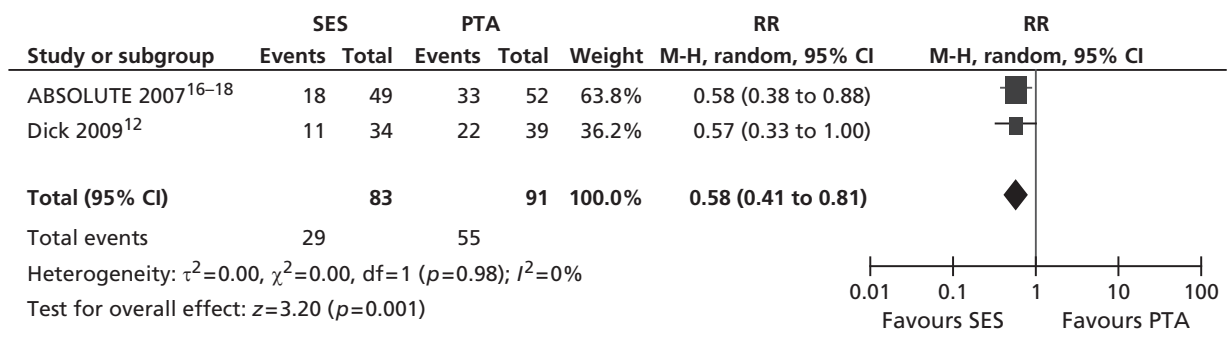 SES PTA RR RR
Study or subgroup Events Total Events Total Weight M-H, random, 95% CI M-H, random, 95% CI
ABSOLUTE 2007¹⁶⁻¹⁸ 18 49 33 52 63.8% 0.58 (0.38 to 0.88)
Dick 2009¹² 11 34 22 39 36.2% 0.57 (0.33 to 1.00)
Total (95% CI) 83 91 100.0% 0.58 (0.41 to 0.81)
Total events 29 55
Heterogeneity: τ²=0.00, χ²=0.00, df=1 (p=0.98); I²=0%
Test for overall effect: z=3.20 (p=0.001)
0.01 0.1 1 10 100
Favours SES Favours PTA